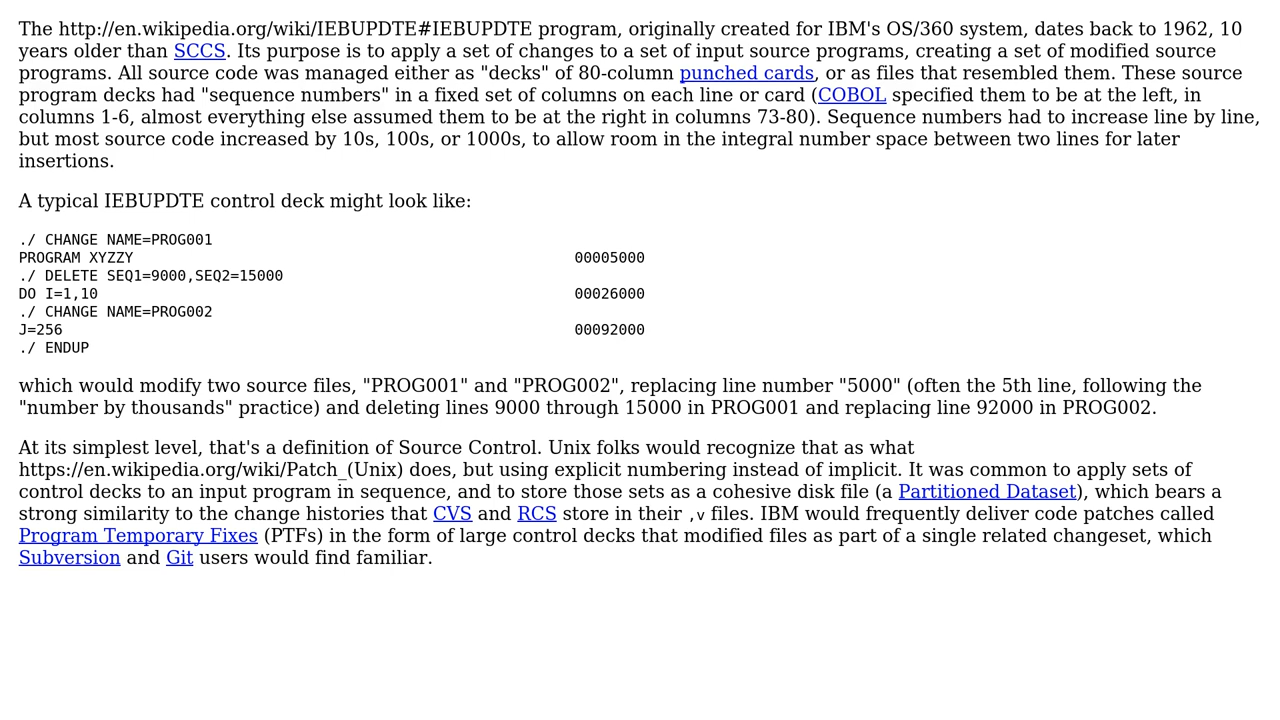 The http://en.wikipedia.org/wiki/IEBUPDTE#IEBUPDTE program, originally created for IBM's OS/360 system, dates back to 1962, 10
years older than SCCS. Its purpose is to apply a set of changes to a set of input source programs, creating a set of modified source
programs. All source code was managed either as "decks" of 80-column punched cards, or as files that resembled them. These source
program decks had "sequence numbers" in a fixed set of columns on each line or card (COBOL specified them to be at the left, in
columns 1-6, almost everything else assumed them to be at the right in columns 73-80). Sequence numbers had to increase line by line,
but most source code increased by 10s, 100s, or 1000s, to allow room in the integral number space between two lines for later
insertions.
A typical IEBUPDTE control deck might look like:
./ CHANGE NAME=PROG001
PROGRAM XYZZY                                                  00005000
./ DELETE SEQ1=9000,SEQ2=15000
DO I=1,10                                                      00026000
./ CHANGE NAME=PROG002
J=256                                                          00092000
./ ENDUP
which would modify two source files, "PROG001" and "PROG002", replacing line number "5000" (often the 5th line, following the
"number by thousands" practice) and deleting lines 9000 through 15000 in PROG001 and replacing line 92000 in PROG002.
At its simplest level, that's a definition of Source Control. Unix folks would recognize that as what
https://en.wikipedia.org/wiki/Patch_(Unix) does, but using explicit numbering instead of implicit. It was common to apply sets of
control decks to an input program in sequence, and to store those sets as a cohesive disk file (a Partitioned Dataset), which bears a
strong similarity to the change histories that CVS and RCS store in their ,v files. IBM would frequently deliver code patches called
Program Temporary Fixes (PTFs) in the form of large control decks that modified files as part of a single related changeset, which
Subversion and Git users would find familiar.